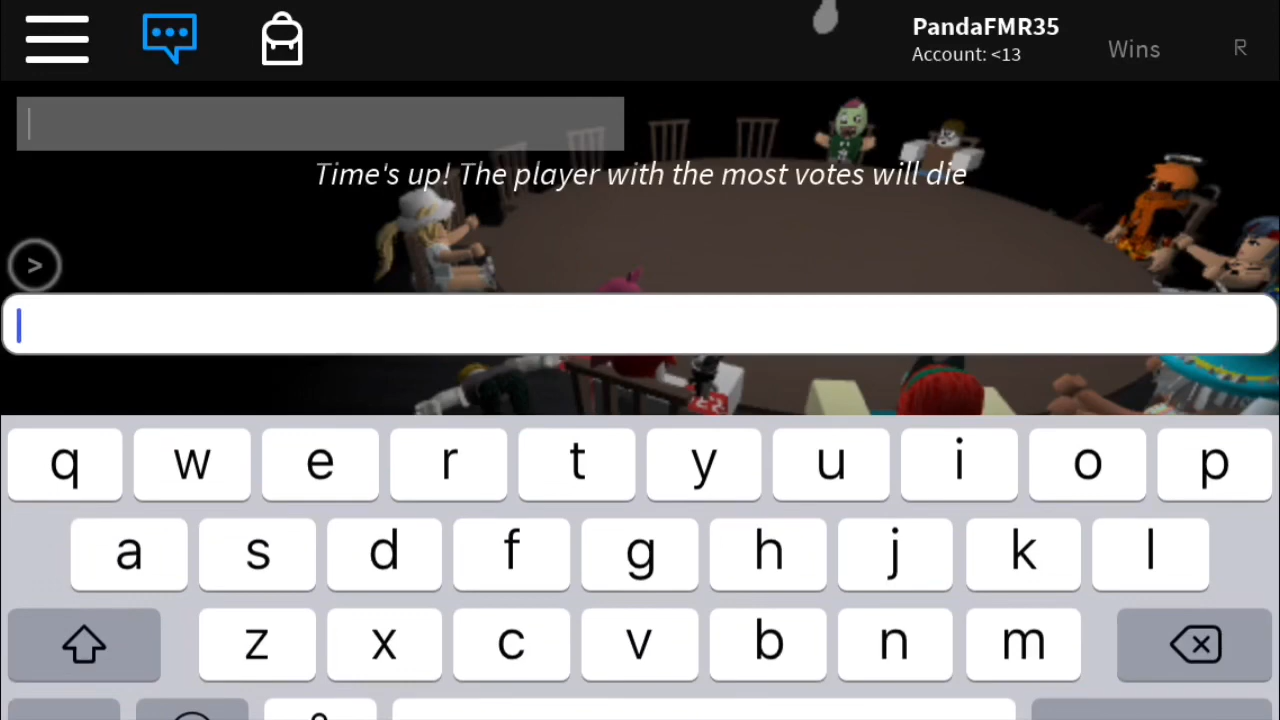 PandaFMR35
Account: <13
Wins
R
Time's up! The player with the most votes will die
>
q w e r t y u i o p
a s d f g h j k l
z x c v b n m